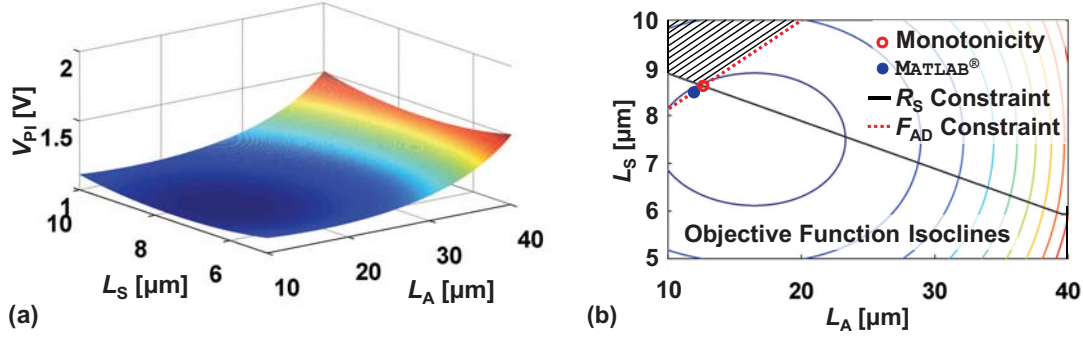 2
1.5
1
V_PI [V]
10
8
6
L_S [µm]
10
20
30
40
L_A [µm]
(a)
10
9
8
7
6
5
L_S [µm]
Monotonicity
MATLAB®
R_S Constraint
F_AD Constraint
Objective Function Isoclines
10
20
30
40
L_A [µm]
(b)